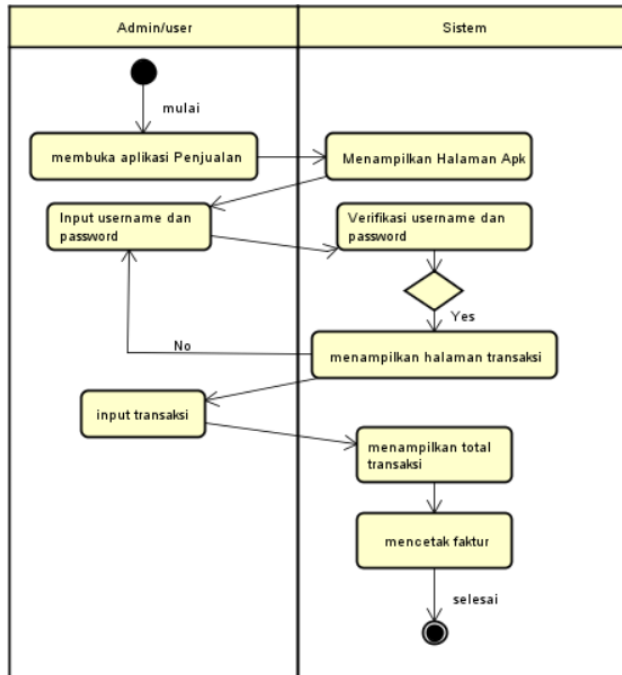 Admin/user
Sistem
mulai
membuka aplikasi Penjualan
Menampilkan Halaman Apk
Input username dan
password
Verifikasi username dan
password
Yes
No
menampilkan halaman transaksi
input transaksi
menampilkan total
transaksi
mencetak faktur
selesai